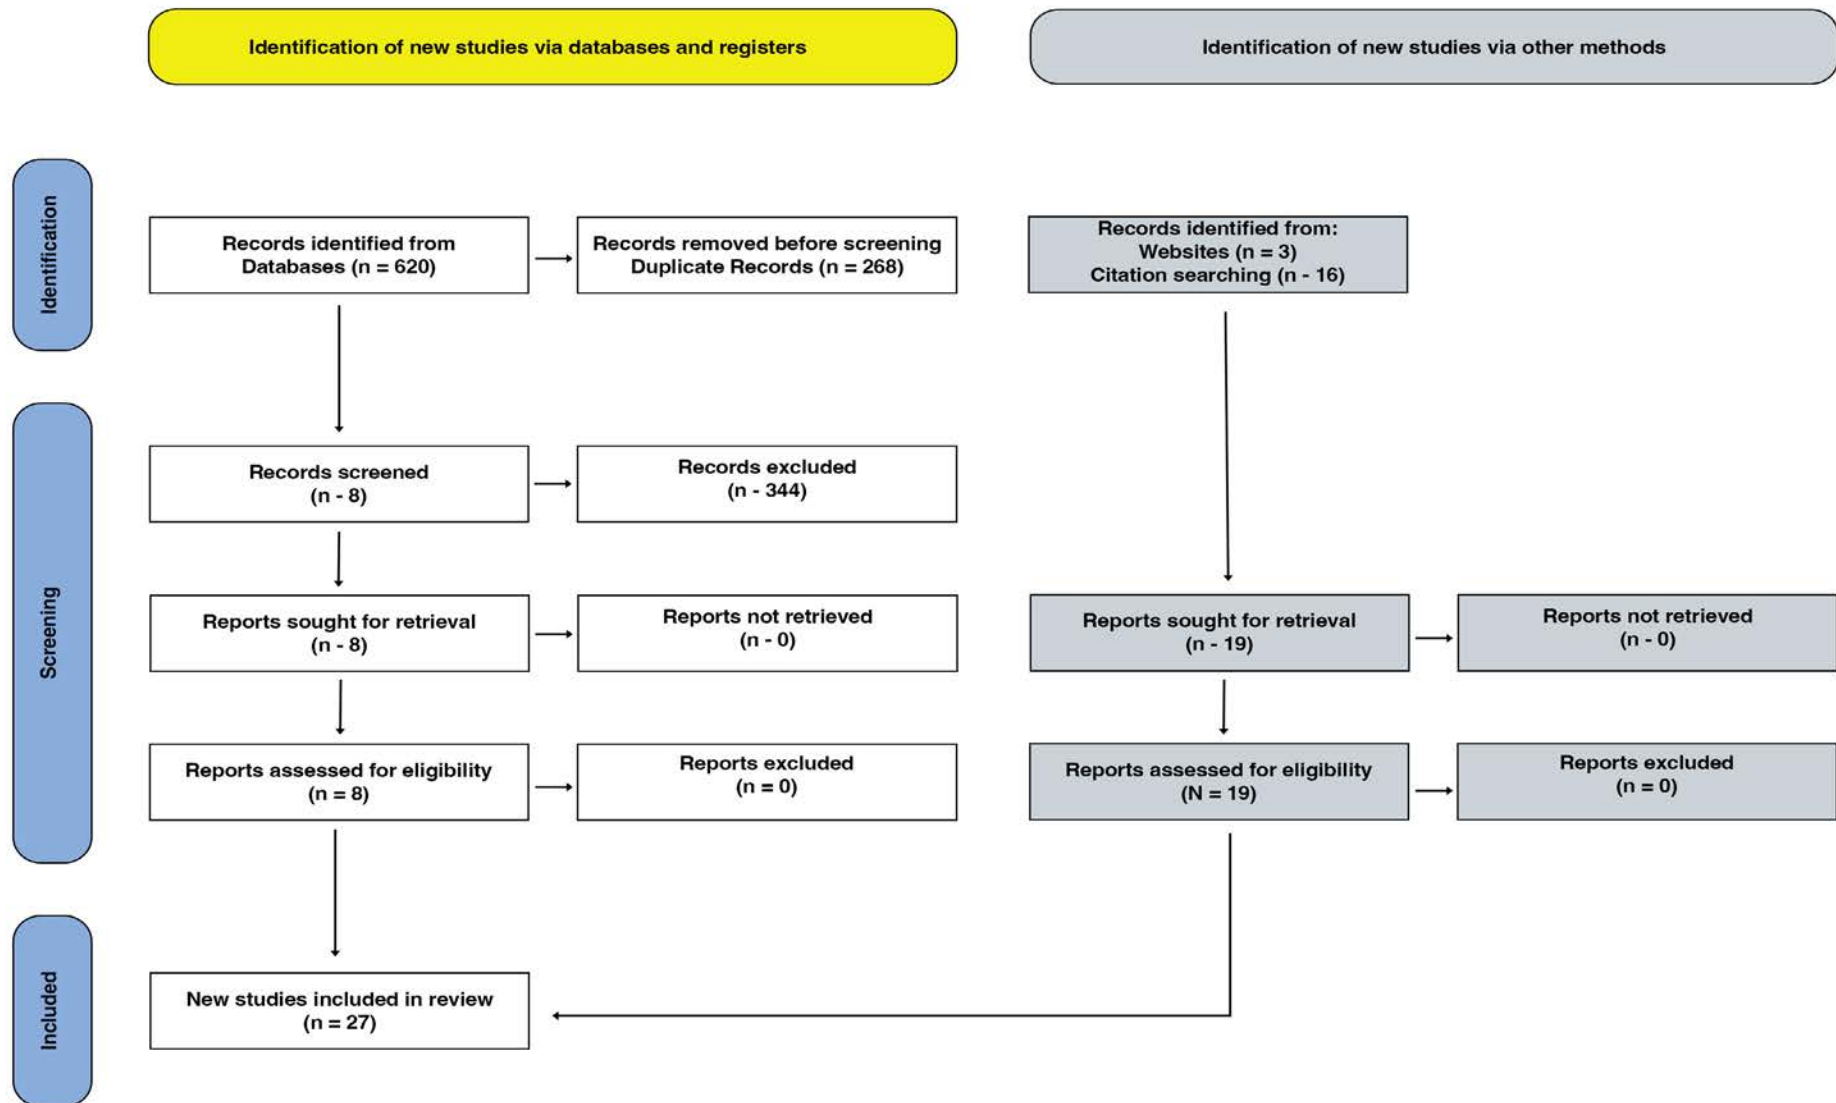 Identification of new studies via databases and registers
Identification of new studies via other methods
Identification
Records identified from
Databases (n = 620)
Records removed before screening
Duplicate Records (n = 268)
Records identified from:
Websites (n = 3)
Citation searching (n - 16)
Screening
Records screened
(n - 8)
Records excluded
(n - 344)
Reports sought for retrieval
(n - 8)
Reports not retrieved
(n - 0)
Reports sought for retrieval
(n - 19)
Reports not retrieved
(n - 0)
Reports assessed for eligibility
(n = 8)
Reports excluded
(n = 0)
Reports assessed for eligibility
(N = 19)
Reports excluded
(n = 0)
Included
New studies included in review
(n = 27)